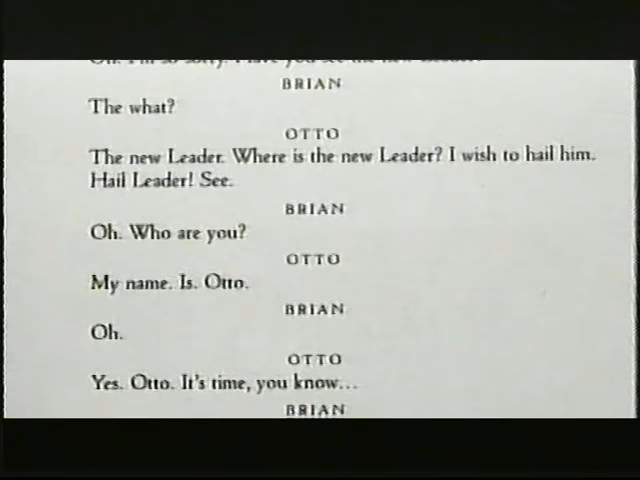 BRIAN
The what?
OTTO
The new Leader. Where is the new Leader? I wish to hail him.
Hail Leader! See.
BRIAN
Oh. Who are you?
OTTO
My name. Is. Otto.
BRIAN
Oh.
OTTO
Yes. Otto. It's time, you know...
BRIAN